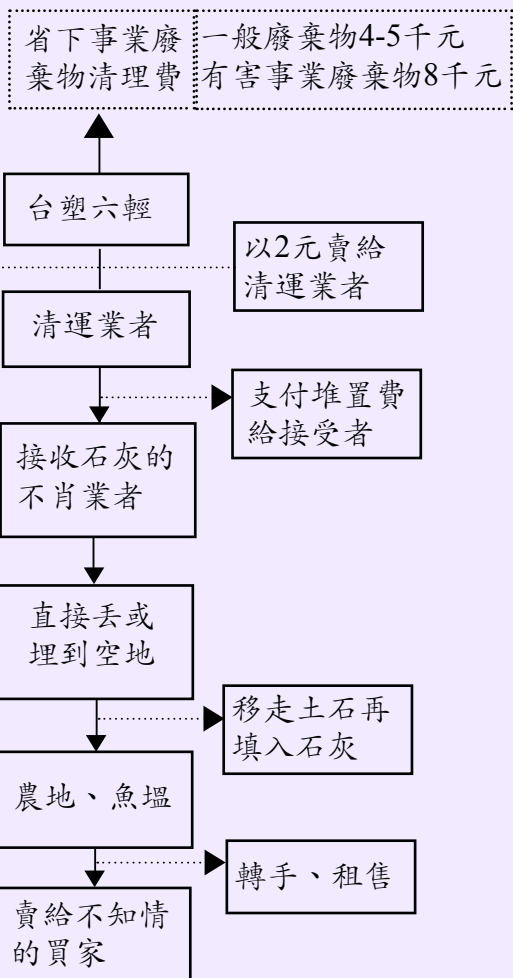 省下事業廢
棄物清理費
一般廢棄物4-5千元
有害事業廢棄物8千元
台塑六輕
以2元賣給
清運業者
清運業者
支付堆置費
給接受者
接收石灰的
不肖業者
直接丟或
埋到空地
移走土石再
填入石灰
農地、魚塭
轉手、租售
賣給不知情
的買家